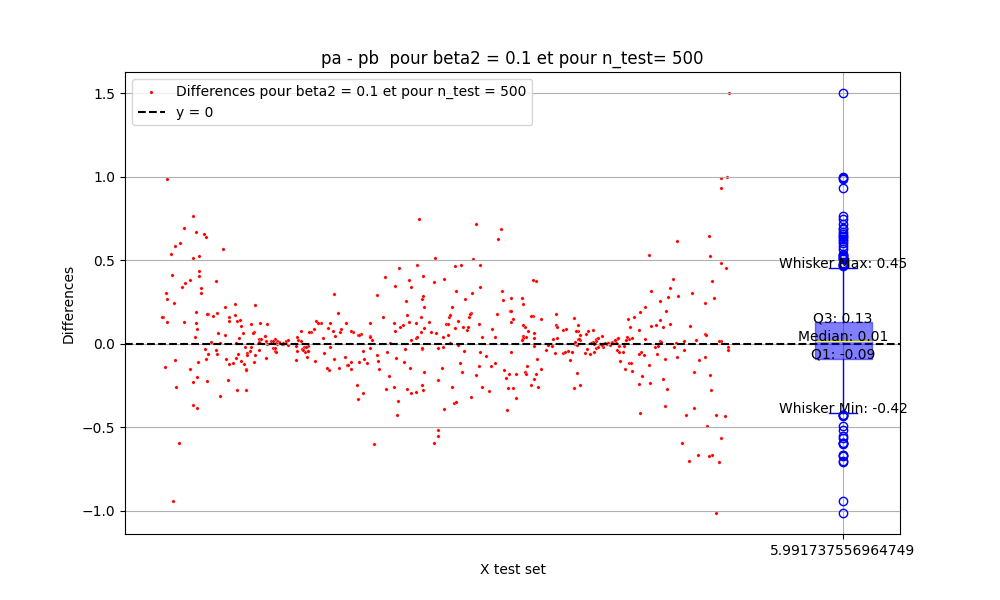 pa - pb  pour beta2 = 0.1 et pour n_test= 500
Differences pour beta2 = 0.1 et pour n_test = 500
y = 0
1.5
1.0
0.5
0.0
−0.5
−1.0
Differences
Whisker Max: 0.45
Q3: 0.13
Median: 0.01
Q1: -0.09
Whisker Min: -0.42
5.991737556964749
X test set